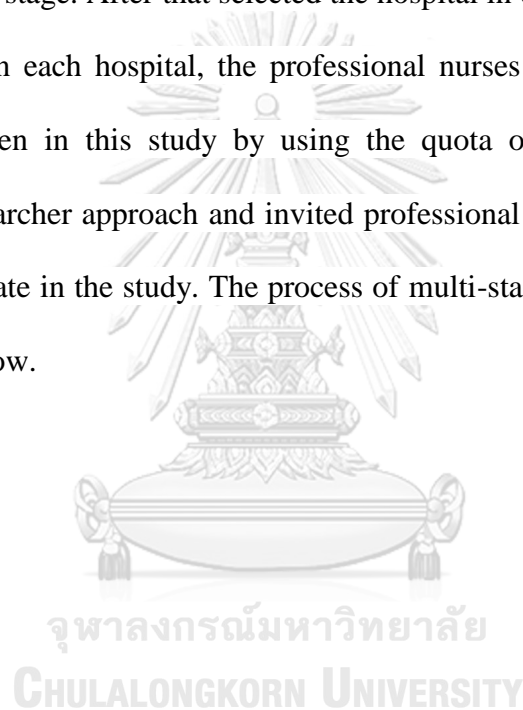 stage. After that selected the hospital in
each hospital, the professional nurses
in this study by using the quota o
archer approach and invited professional
ate in the study. The process of multi-sta
ow.
จุฬาลงกรณ์มหาวิทยาลัย
CHULALONGKORN UNIVERSITY